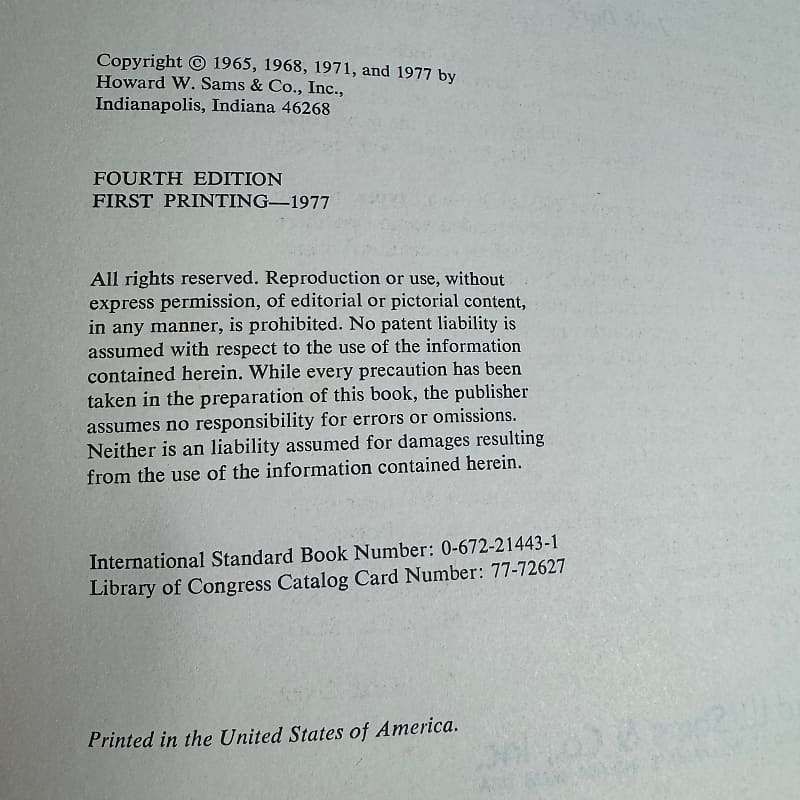 Copyright © 1965, 1968, 1971, and 1977 by
Howard W. Sams & Co., Inc.,
Indianapolis, Indiana 46268
FOURTH EDITION
FIRST PRINTING—1977
All rights reserved. Reproduction or use, without
express permission, of editorial or pictorial content,
in any manner, is prohibited. No patent liability is
assumed with respect to the use of the information
contained herein. While every precaution has been
taken in the preparation of this book, the publisher
assumes no responsibility for errors or omissions.
Neither is an liability assumed for damages resulting
from the use of the information contained herein.
International Standard Book Number: 0-672-21443-1
Library of Congress Catalog Card Number: 77-72627
Printed in the United States of America.